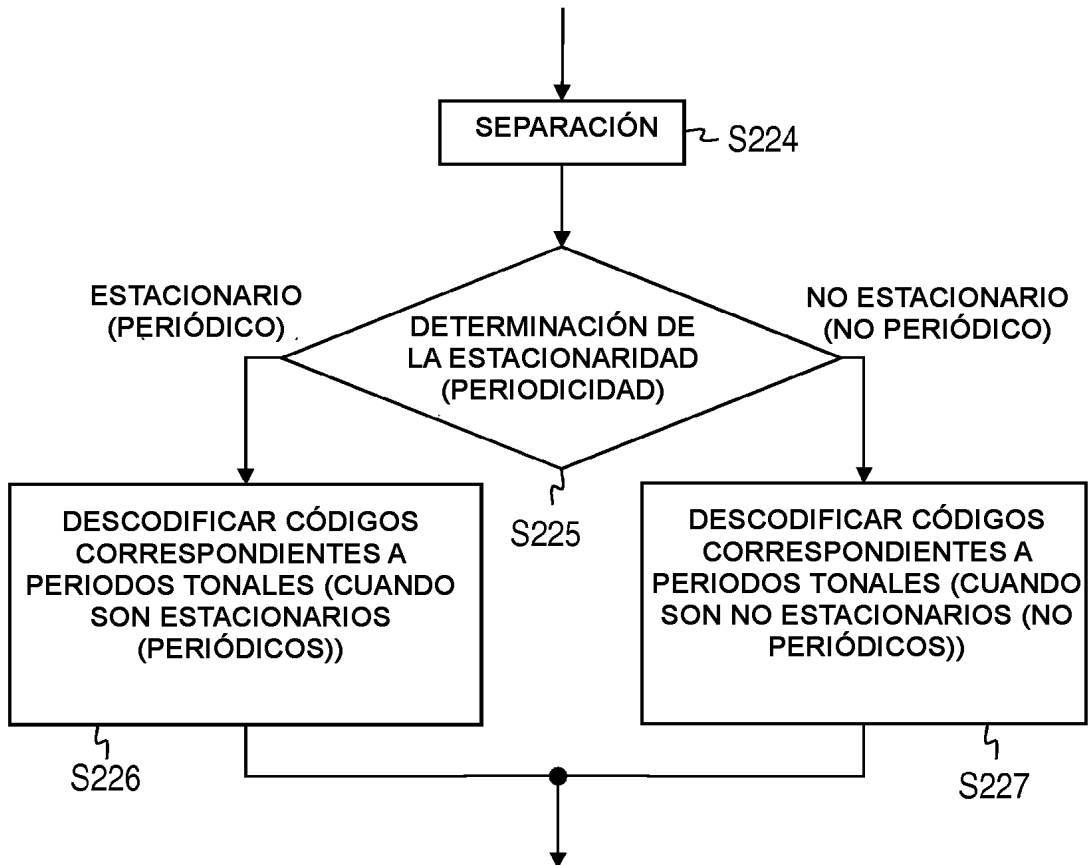 SEPARACIÓN
S224
ESTACIONARIO
(PERIÓDICO)
NO ESTACIONARIO
(NO PERIÓDICO)
DETERMINACIÓN DE
LA ESTACIONARIDAD
(PERIODICIDAD)
S225
DESCODIFICAR CÓDIGOS
CORRESPONDIENTES A
PERIODOS TONALES (CUANDO
SON ESTACIONARIOS
(PERIÓDICOS))
S226
DESCODIFICAR CÓDIGOS
CORRESPONDIENTES A
PERIODOS TONALES (CUANDO
SON NO ESTACIONARIOS (NO
PERIÓDICOS))
S227